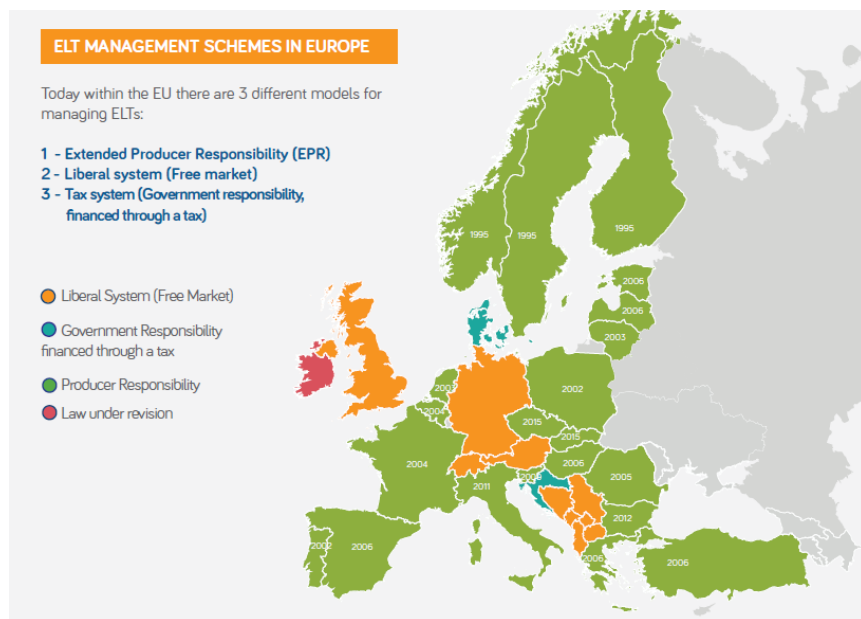 ELT MANAGEMENT SCHEMES IN EUROPE
Today within the EU there are 3 different models for
managing ELTs:
1 - Extended Producer Responsibility (EPR)
2 - Liberal system (Free market)
3 - Tax system (Government responsibility,
financed through a tax)
Liberal System (Free Market)
Government Responsibility
financed through a tax
Producer Responsibility
Law under revision
1995
1995
1995
2006
2006
2003
2002
2004
2015
2015
2004
2006
2005
2011
2009
2012
2002
2006
2006
2006